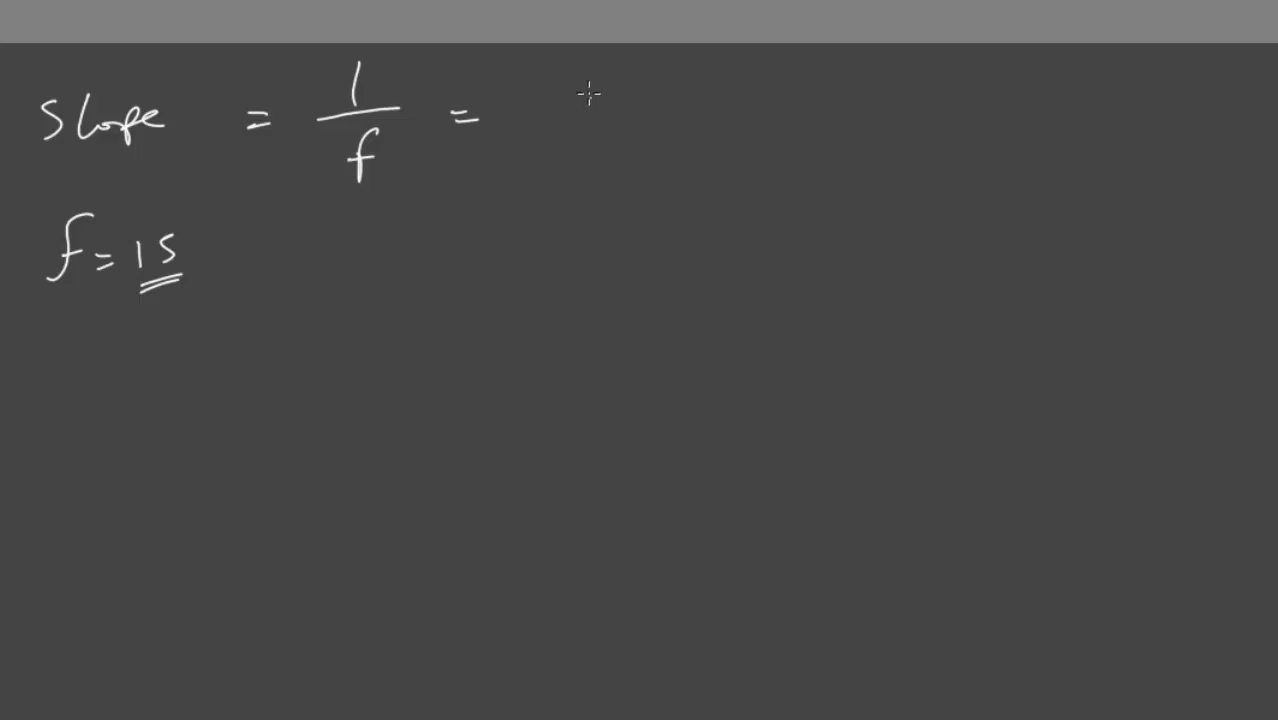 Slope = 1/f =
f = 15